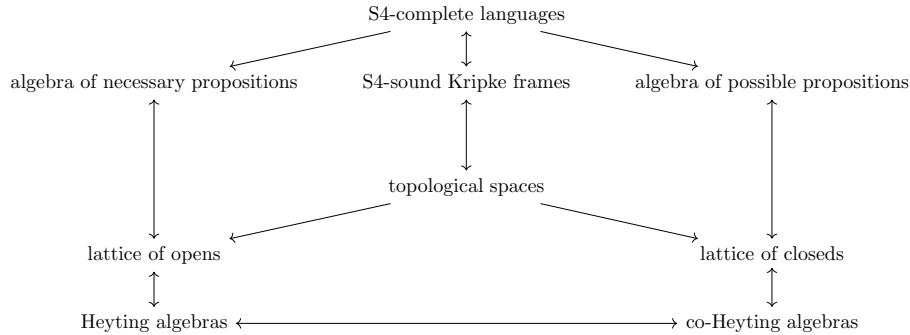 S4-complete languages
algebra of necessary propositions
S4-sound Kripke frames
algebra of possible propositions
topological spaces
lattice of opens
lattice of closeds
Heyting algebras
co-Heyting algebras